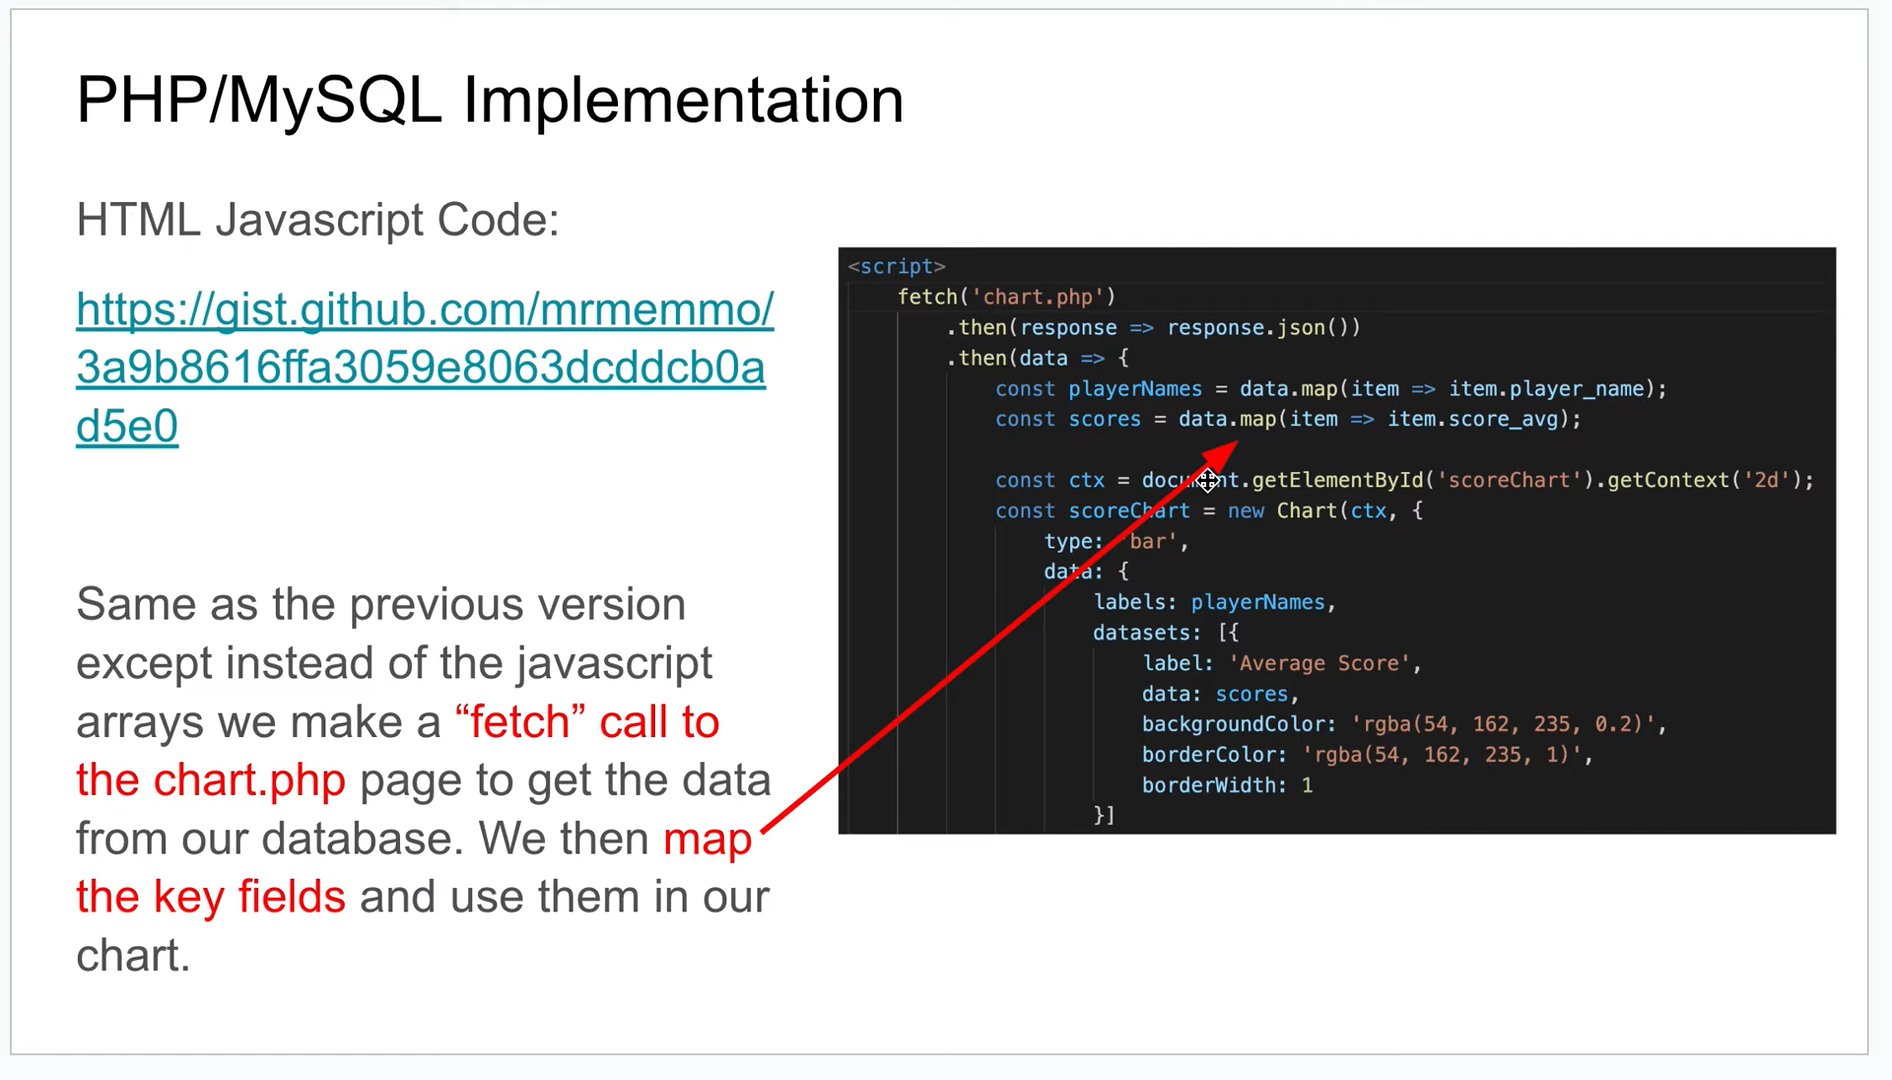 PHP/MySQL Implementation
HTML Javascript Code:
https://gist.github.com/mrmemmo/
3a9b8616ffa3059e8063dcddcb0a
d5e0
Same as the previous version
except instead of the javascript
arrays we make a “fetch” call to
the chart.php page to get the data
from our database. We then map
the key fields and use them in our
chart.
<script>
fetch('chart.php')
.then(response => response.json())
.then(data => {
const playerNames = data.map(item => item.player_name);
const scores = data.map(item => item.score_avg);
const ctx = document.getElementById('scoreChart').getContext('2d');
const scoreChart = new Chart(ctx, {
type: 'bar',
data: {
labels: playerNames,
datasets: [{
label: 'Average Score',
data: scores,
backgroundColor: 'rgba(54, 162, 235, 0.2)',
borderColor: 'rgba(54, 162, 235, 1)',
borderWidth: 1
}]